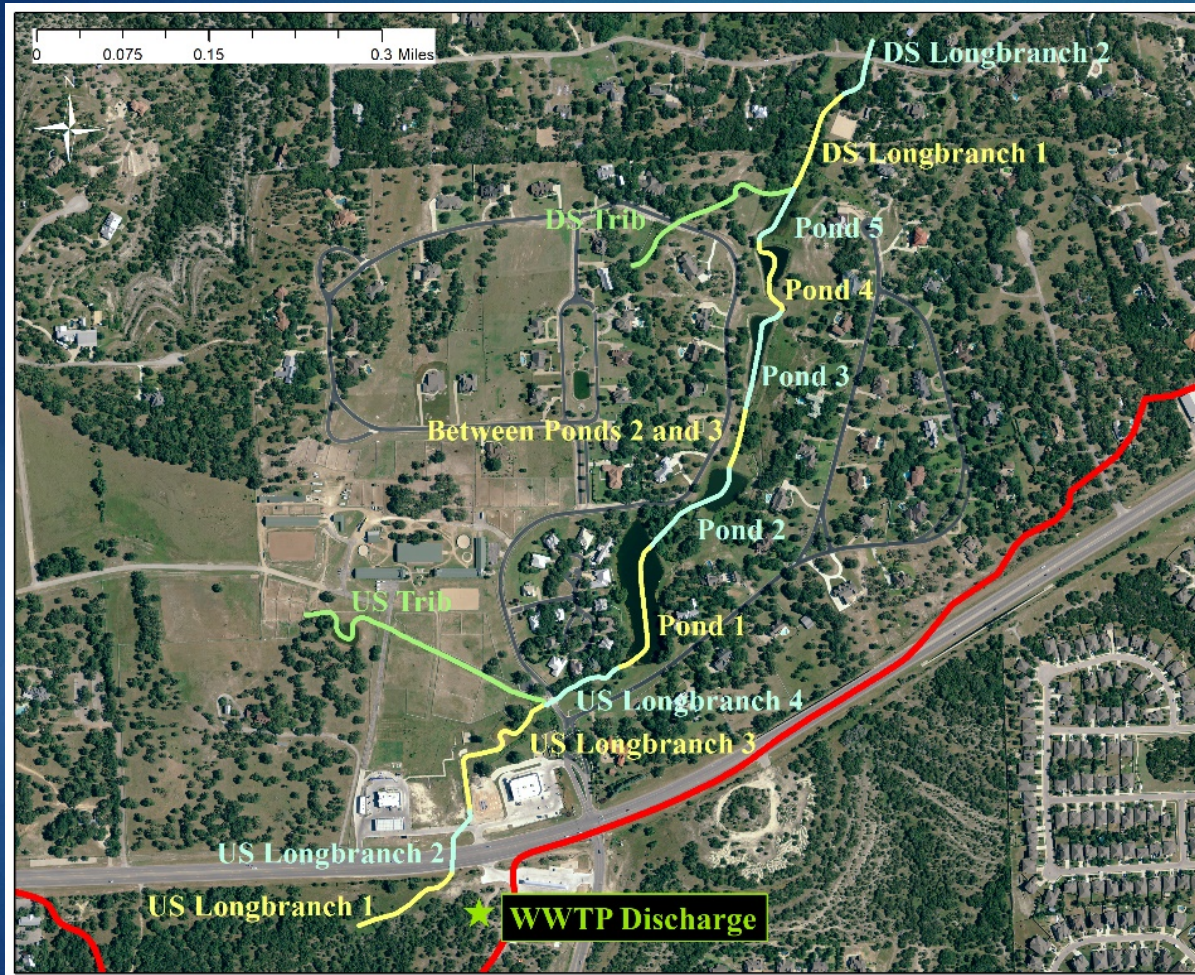 0 0.075 0.15 0.3 Miles
N
DS Longbranch 2
DS Longbranch 1
DS Trib
Pond 5
Pond 4
Pond 3
Between Ponds 2 and 3
Pond 2
US Trib
Pond 1
US Longbranch 4
US Longbranch 3
US Longbranch 2
US Longbranch 1
WWTP Discharge